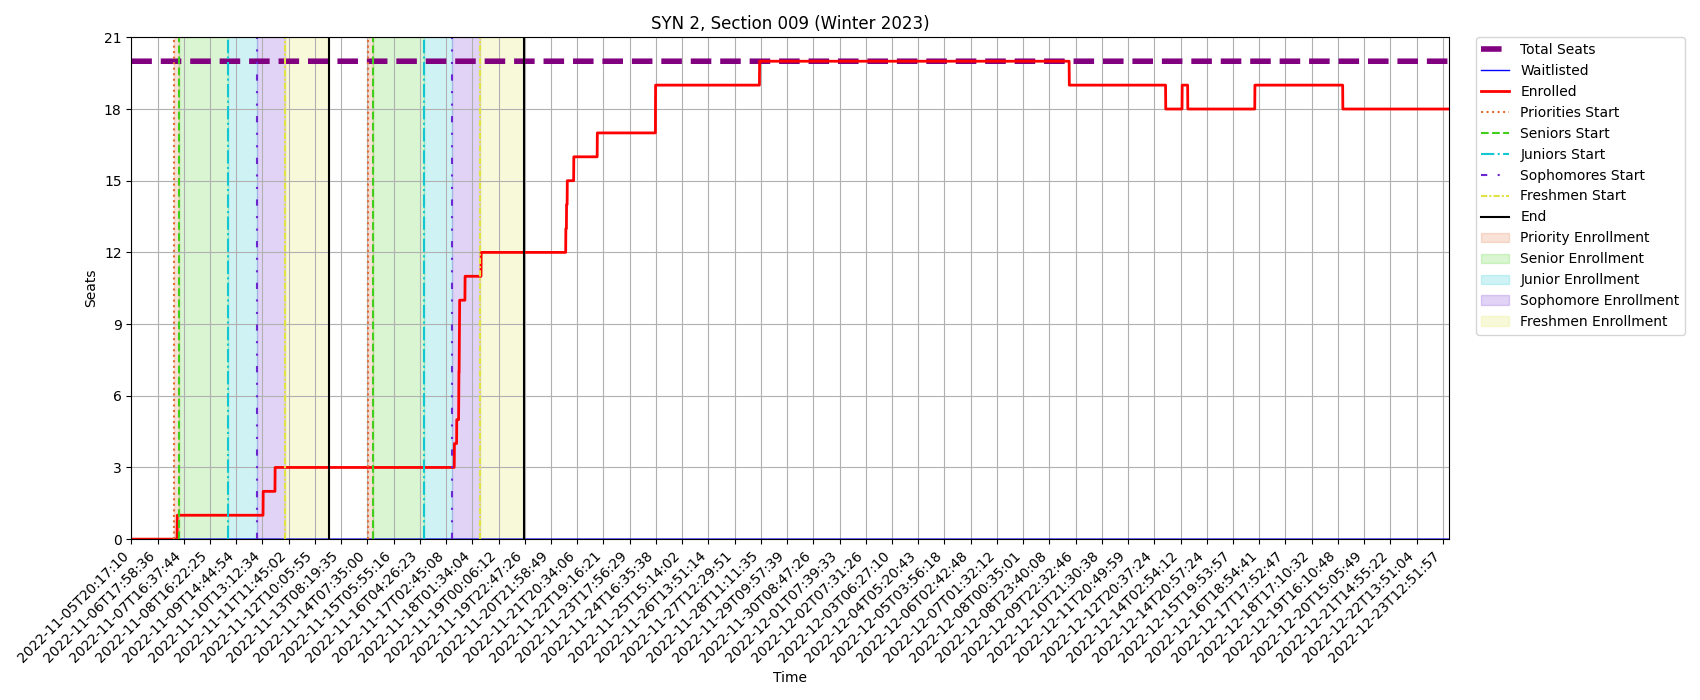 SYN 2, Section 009 (Winter 2023)
21
18
15
12
9
6
3
0
Seats
2022-11-05T20:17:10
2022-11-06T17:58:36
2022-11-07T16:37:44
2022-11-08T16:22:25
2022-11-09T14:44:54
2022-11-10T13:12:34
2022-11-11T11:45:02
2022-11-12T10:05:55
2022-11-13T08:19:35
2022-11-14T07:35:00
2022-11-15T05:55:16
2022-11-16T04:26:23
2022-11-17T02:45:08
2022-11-18T01:34:04
2022-11-19T00:06:12
2022-11-19T22:47:26
2022-11-20T21:58:49
2022-11-21T20:34:06
2022-11-22T19:16:21
2022-11-23T17:56:29
2022-11-24T16:35:38
2022-11-25T15:14:02
2022-11-26T13:51:14
2022-11-27T12:29:51
2022-11-28T11:11:35
2022-11-29T09:57:39
2022-11-30T08:47:26
2022-12-01T07:39:33
2022-12-03T07:31:26
2022-12-03T06:27:10
2022-12-04T05:20:43
2022-12-05T03:56:18
2022-12-06T02:42:48
2022-12-07T01:32:12
2022-12-08T00:35:01
2022-12-08T23:40:08
2022-12-09T22:32:46
2022-12-10T21:30:38
2022-12-11T20:49:59
2022-12-12T20:37:24
2022-12-14T02:54:12
2022-12-14T20:57:24
2022-12-15T19:53:57
2022-12-16T18:54:41
2022-12-17T17:52:47
2022-12-18T17:10:32
2022-12-19T16:10:48
2022-12-20T15:05:49
2022-12-21T14:55:22
2022-12-22T13:51:04
2022-12-23T12:51:57
Time
Total Seats
Waitlisted
Enrolled
Priorities Start
Seniors Start
Juniors Start
Sophomores Start
Freshmen Start
End
Priority Enrollment
Senior Enrollment
Junior Enrollment
Sophomore Enrollment
Freshmen Enrollment